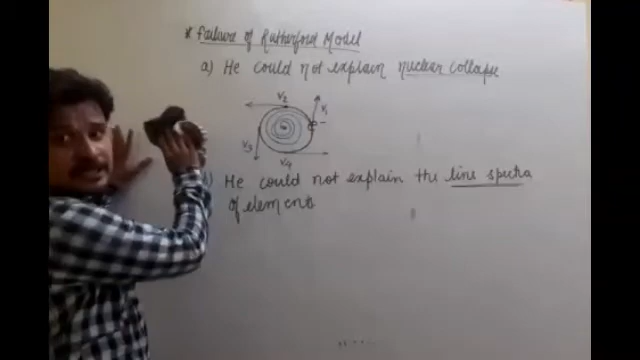 * Failure of Rutherford Model
a) He could not explain nuclear collapse
V2
V1
V3
V4
) He could not explain the line spectra
of elements